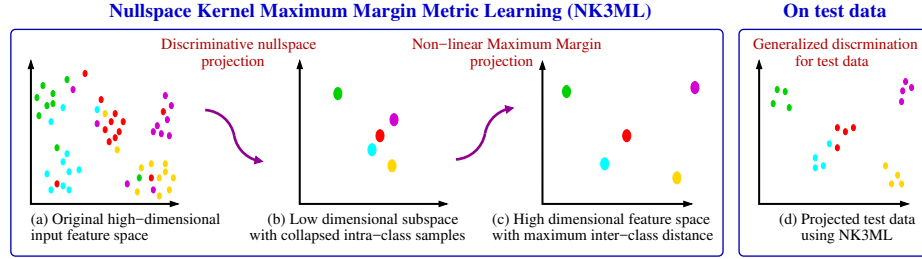 Nullspace Kernel Maximum Margin Metric Learning (NK3ML)
On test data
Discriminative nullspace
projection
Non−linear Maximum Margin
projection
Generalized discrmination
for test data
(a) Original high−dimensional
input feature space
(b) Low dimensional subspace
with collapsed intra−class samples
(c) High dimensional feature space
with maximum inter−class distance
(d) Projected test data
using NK3ML